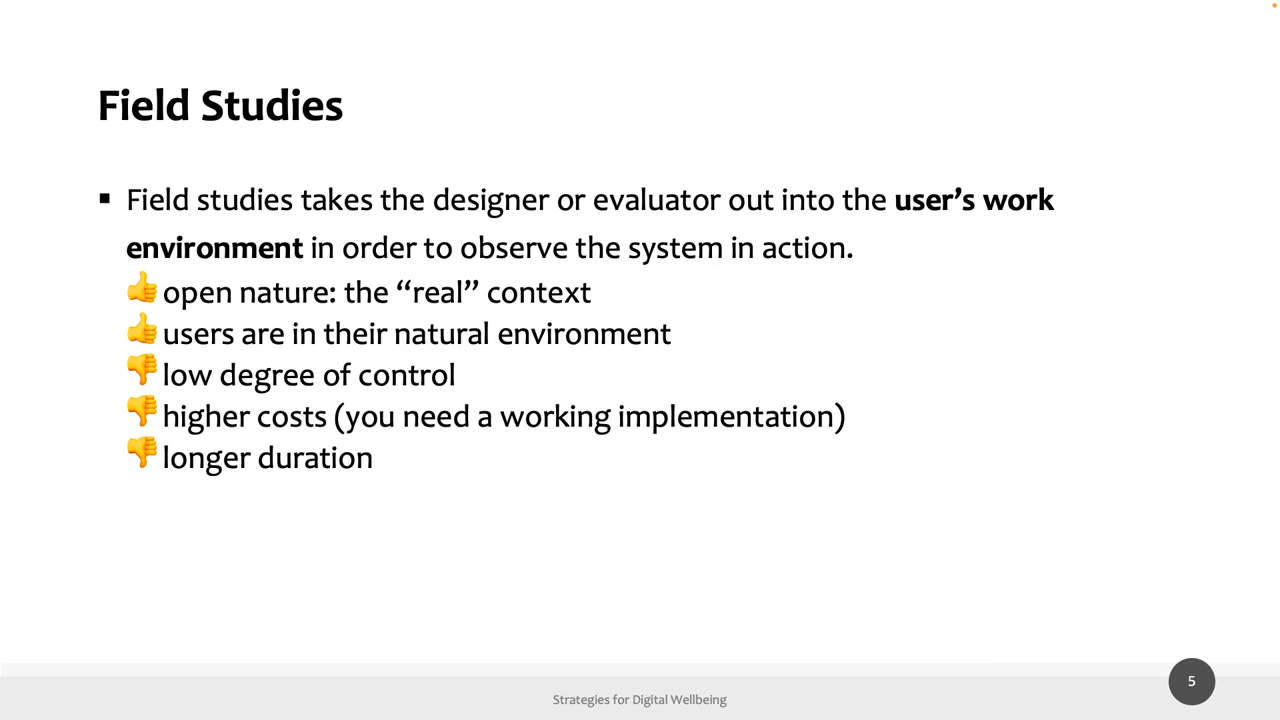 Field Studies
▪ Field studies takes the designer or evaluator out into the user’s work
environment in order to observe the system in action.
👍 open nature: the “real” context
👍 users are in their natural environment
👎 low degree of control
👎 higher costs (you need a working implementation)
👎 longer duration
Strategies for Digital Wellbeing
5